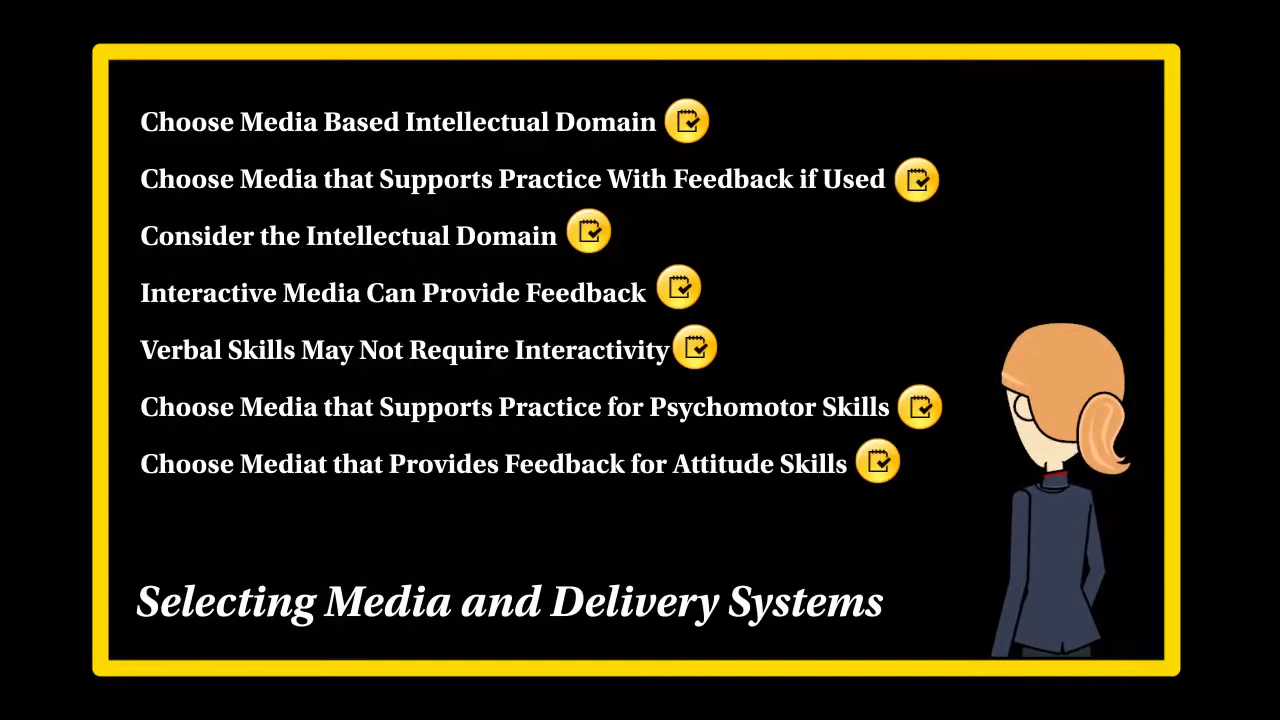 Choose Media Based Intellectual Domain
Choose Media that Supports Practice With Feedback if Used
Consider the Intellectual Domain
Interactive Media Can Provide Feedback
Verbal Skills May Not Require Interactivity
Choose Media that Supports Practice for Psychomotor Skills
Choose Mediat that Provides Feedback for Attitude Skills
Selecting Media and Delivery Systems